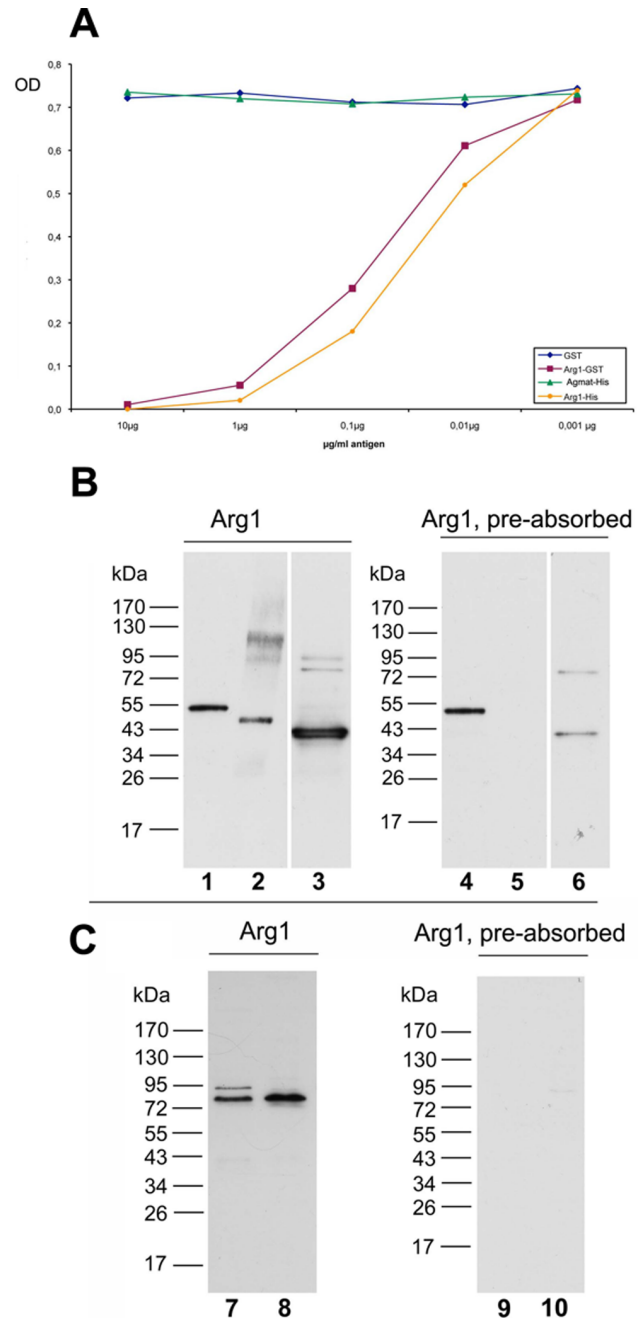 A
OD
0,8
0,7
0,6
0,5
0,4
0,3
0,2
0,1
0,0
10µg 1µg 0,1µg 0,01µg 0,001 µg
µg/ml antigen
GST
Arg1-GST
Agmat-His
Arg1-His
B
Arg1
kDa
170
130
95
72
55
43
34
26
17
1 2 3
Arg1, pre-absorbed
kDa
170
130
95
72
55
43
34
26
17
4 5 6
C
Arg1
kDa
170
130
95
72
55
43
34
26
17
7 8
Arg1, pre-absorbed
kDa
170
130
95
72
55
43
34
26
17
9 10